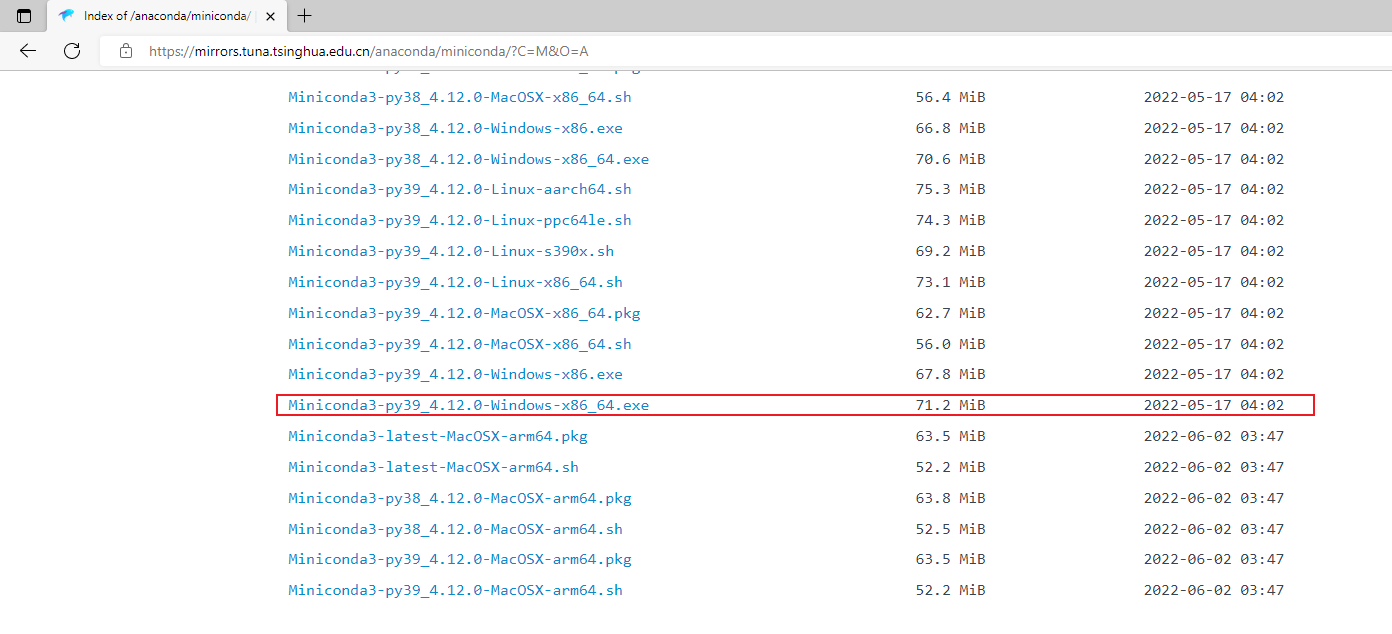 Index of /anaconda/miniconda/
https://mirrors.tuna.tsinghua.edu.cn/anaconda/miniconda/?C=M&O=A
Miniconda3-py38_4.12.0-MacOSX-x86_64.sh 56.4 MiB 2022-05-17 04:02
Miniconda3-py38_4.12.0-Windows-x86.exe 66.8 MiB 2022-05-17 04:02
Miniconda3-py38_4.12.0-Windows-x86_64.exe 70.6 MiB 2022-05-17 04:02
Miniconda3-py39_4.12.0-Linux-aarch64.sh 75.3 MiB 2022-05-17 04:02
Miniconda3-py39_4.12.0-Linux-ppc64le.sh 74.3 MiB 2022-05-17 04:02
Miniconda3-py39_4.12.0-Linux-s390x.sh 69.2 MiB 2022-05-17 04:02
Miniconda3-py39_4.12.0-Linux-x86_64.sh 73.1 MiB 2022-05-17 04:02
Miniconda3-py39_4.12.0-MacOSX-x86_64.pkg 62.7 MiB 2022-05-17 04:02
Miniconda3-py39_4.12.0-MacOSX-x86_64.sh 56.0 MiB 2022-05-17 04:02
Miniconda3-py39_4.12.0-Windows-x86.exe 67.8 MiB 2022-05-17 04:02
Miniconda3-py39_4.12.0-Windows-x86_64.exe 71.2 MiB 2022-05-17 04:02
Miniconda3-latest-MacOSX-arm64.pkg 63.5 MiB 2022-06-02 03:47
Miniconda3-latest-MacOSX-arm64.sh 52.2 MiB 2022-06-02 03:47
Miniconda3-py38_4.12.0-MacOSX-arm64.pkg 63.8 MiB 2022-06-02 03:47
Miniconda3-py38_4.12.0-MacOSX-arm64.sh 52.5 MiB 2022-06-02 03:47
Miniconda3-py39_4.12.0-MacOSX-arm64.pkg 63.5 MiB 2022-06-02 03:47
Miniconda3-py39_4.12.0-MacOSX-arm64.sh 52.2 MiB 2022-06-02 03:47